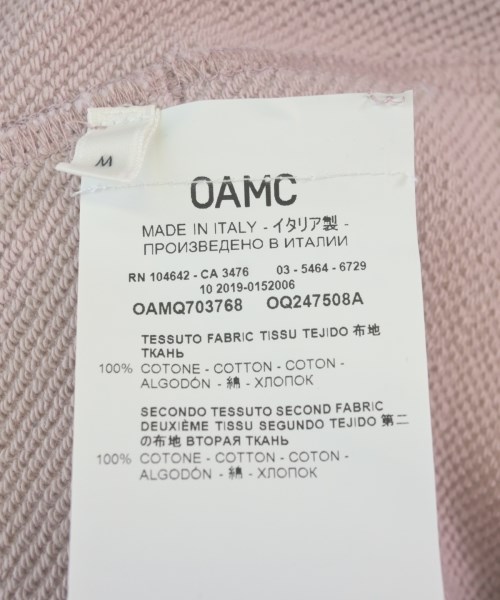 M
OAMC
MADE IN ITALY - イタリア製 -
ПРОИЗВЕДЕНО В ИТАЛИИ
RN 104642 - CA 3476 03 - 5464 - 6729
10 2019-0152006
OAMQ703768 OQ247508A
TESSUTO FABRIC TISSU TEJIDO 布地
ТКАНЬ
100% COTONE - COTTON - COTON -
ALGODÓN - 綿 - ХЛОПОК
SECONDO TESSUTO SECOND FABRIC
DEUXIÈME TISSU SEGUNDO TEJIDO 第二
の布地 ВТОРАЯ ТКАНЬ
100% COTONE - COTTON - COTON -
ALGODÓN - 綿 - ХЛОПОК